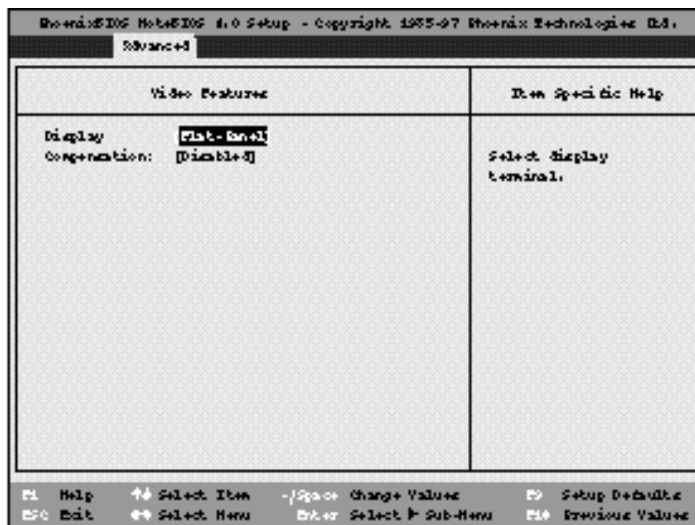 PhoenixBIOS NoteBIOS 4.0 Setup - Copyright 1985-97 Phoenix Technologies Ltd.
Advanced
Video Features
Item Specific Help
Display [Flat-Panel]
Compensation: [Disabled]
Select display
terminal.
F1 Help ↑↓ Select Item -/Space Change Values F9 Setup Defaults
ESC Exit ↔ Select Menu Enter Select ▶ Sub-Menu F10 Previous Values